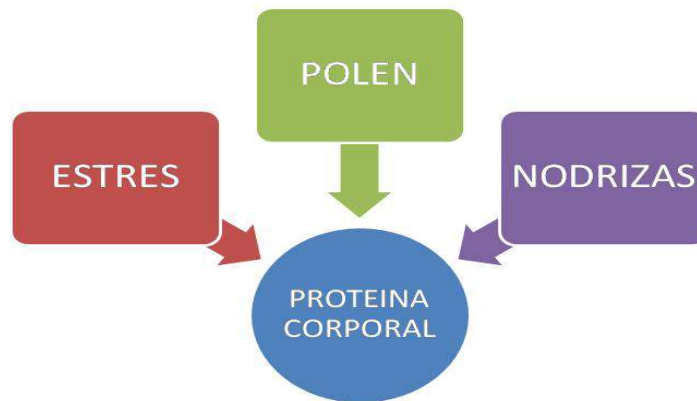 POLEN
ESTRES
NODRIZAS
PROTEINA
CORPORAL